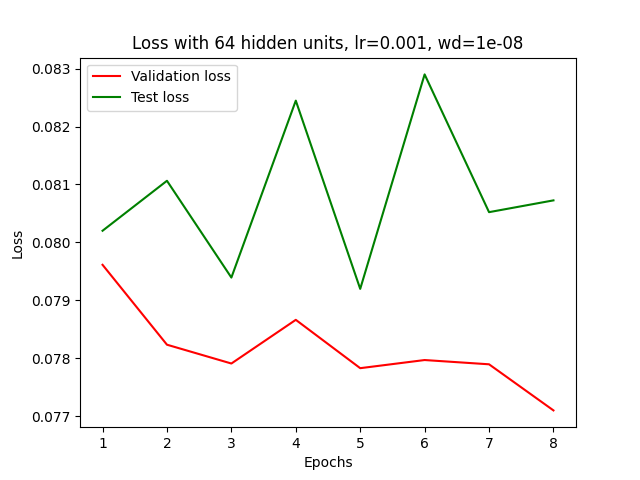 Loss with 64 hidden units, lr=0.001, wd=1e-08
Validation loss
Test loss
0.083
0.082
0.081
0.080
0.079
0.078
0.077
Loss
1 2 3 4 5 6 7 8
Epochs